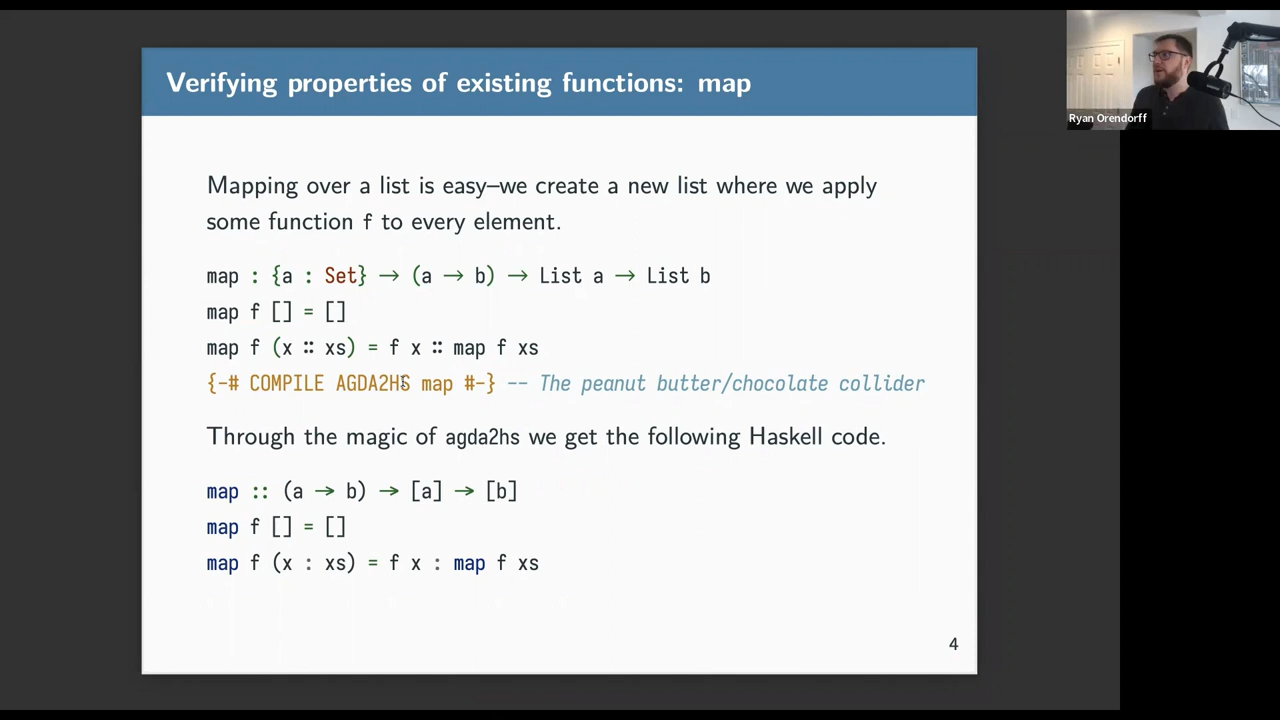 Verifying properties of existing functions: map
Ryan Orendorff
Mapping over a list is easy–we create a new list where we apply
some function f to every element.
map : {a : Set} → (a → b) → List a → List b
map f [] = []
map f (x ∷ xs) = f x ∷ map f xs
{-# COMPILE AGDA2HS map #-} -- The peanut butter/chocolate collider
Through the magic of agda2hs we get the following Haskell code.
map :: (a → b) → [a] → [b]
map f [] = []
map f (x : xs) = f x : map f xs
4